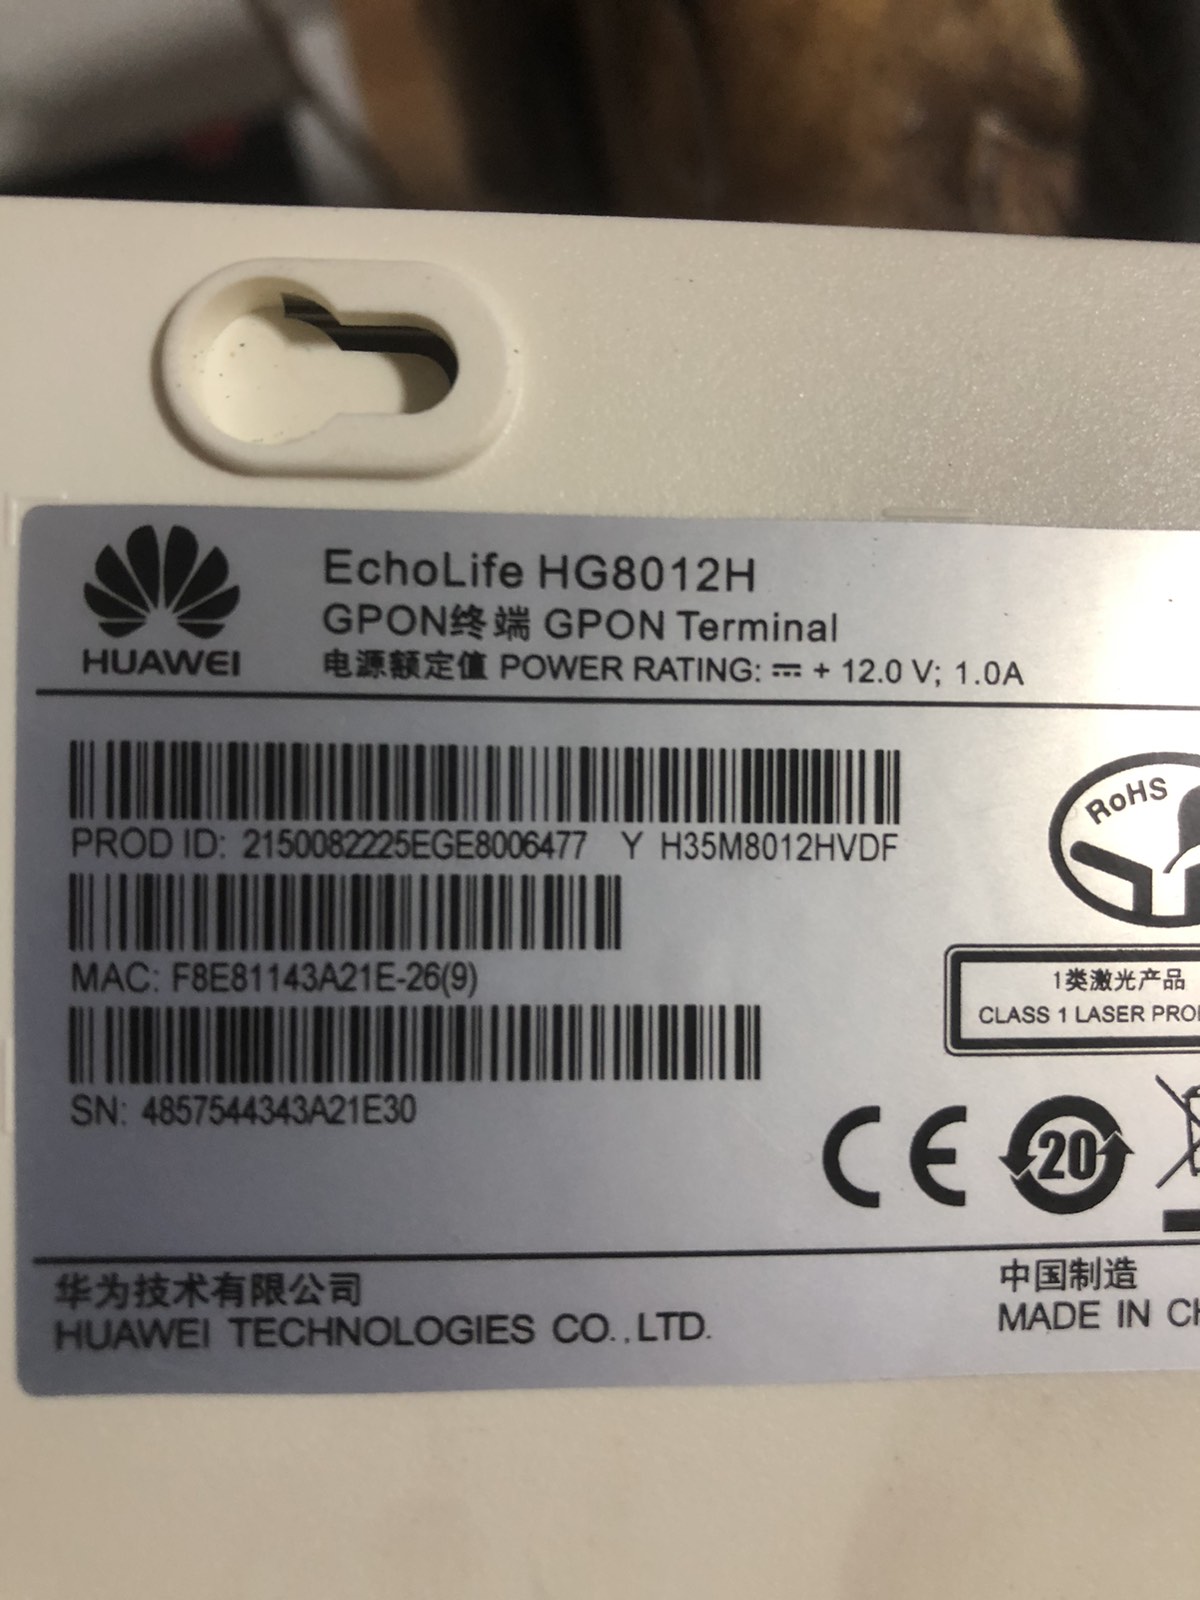 HUAWEI
EchoLife HG8012H
GPON终端 GPON Terminal
电源额定值 POWER RATING: ⎓ + 12.0 V; 1.0A
PROD ID: 2150082225EGE8006477 Y H35M8012HVDF
RoHS
MAC: F8E81143A21E-26(9)
1类激光产品
CLASS 1 LASER PRO
SN: 4857544343A21E30
CE
20
华为技术有限公司
HUAWEI TECHNOLOGIES CO.,LTD.
中国制造
MADE IN CH